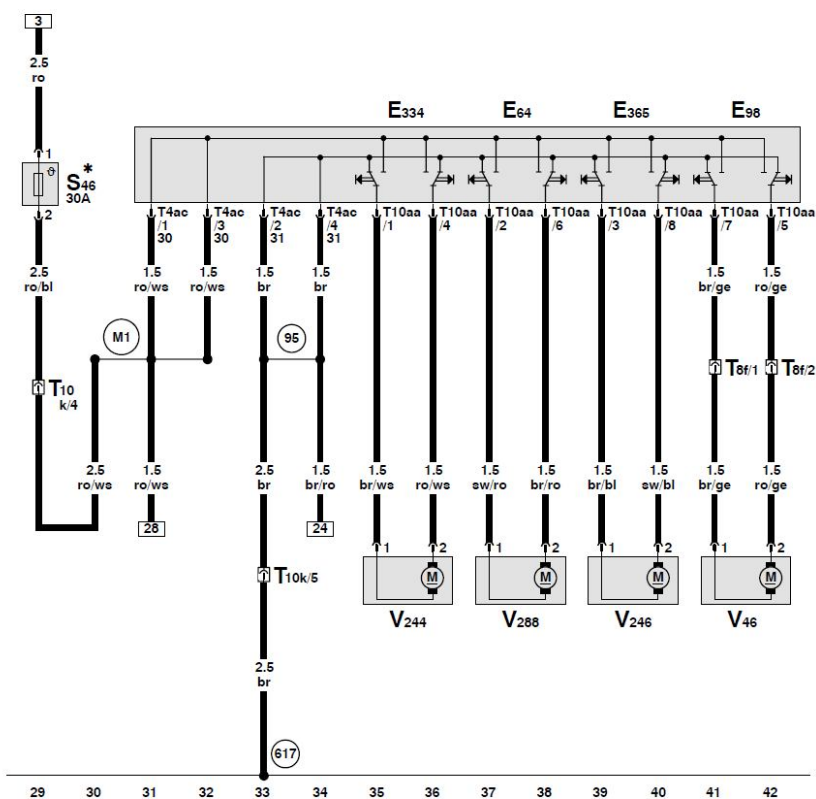 3
2.5
ro
E334 E64 E365 E98
1
S46*
30A
2
T4ac T4ac T4ac T4ac T10aa T10aa T10aa T10aa T10aa T10aa T10aa T10aa
/1 /3 /2 /4 /1 /4 /2 /6 /3 /8 /7 /5
30 30 31 31
2.5 1.5 1.5 1.5 1.5 1.5 1.5
ro/bl ro/ws ro/ws br br br/ge ro/ge
M1 95
T10 T8f/1 T8f/2
k/4
2.5 1.5 2.5 1.5 1.5 1.5 1.5 1.5 1.5 1.5 1.5 1.5
ro/ws ro/ws br br/ro br/ws ro/ws sw/ro br/ro br/bl sw/bl br/ge ro/ge
28 24
1 2 1 2 1 2 1 2
T10k/5 M M M M
V244 V288 V246 V46
2.5
br
617
29 30 31 32 33 34 35 36 37 38 39 40 41 42